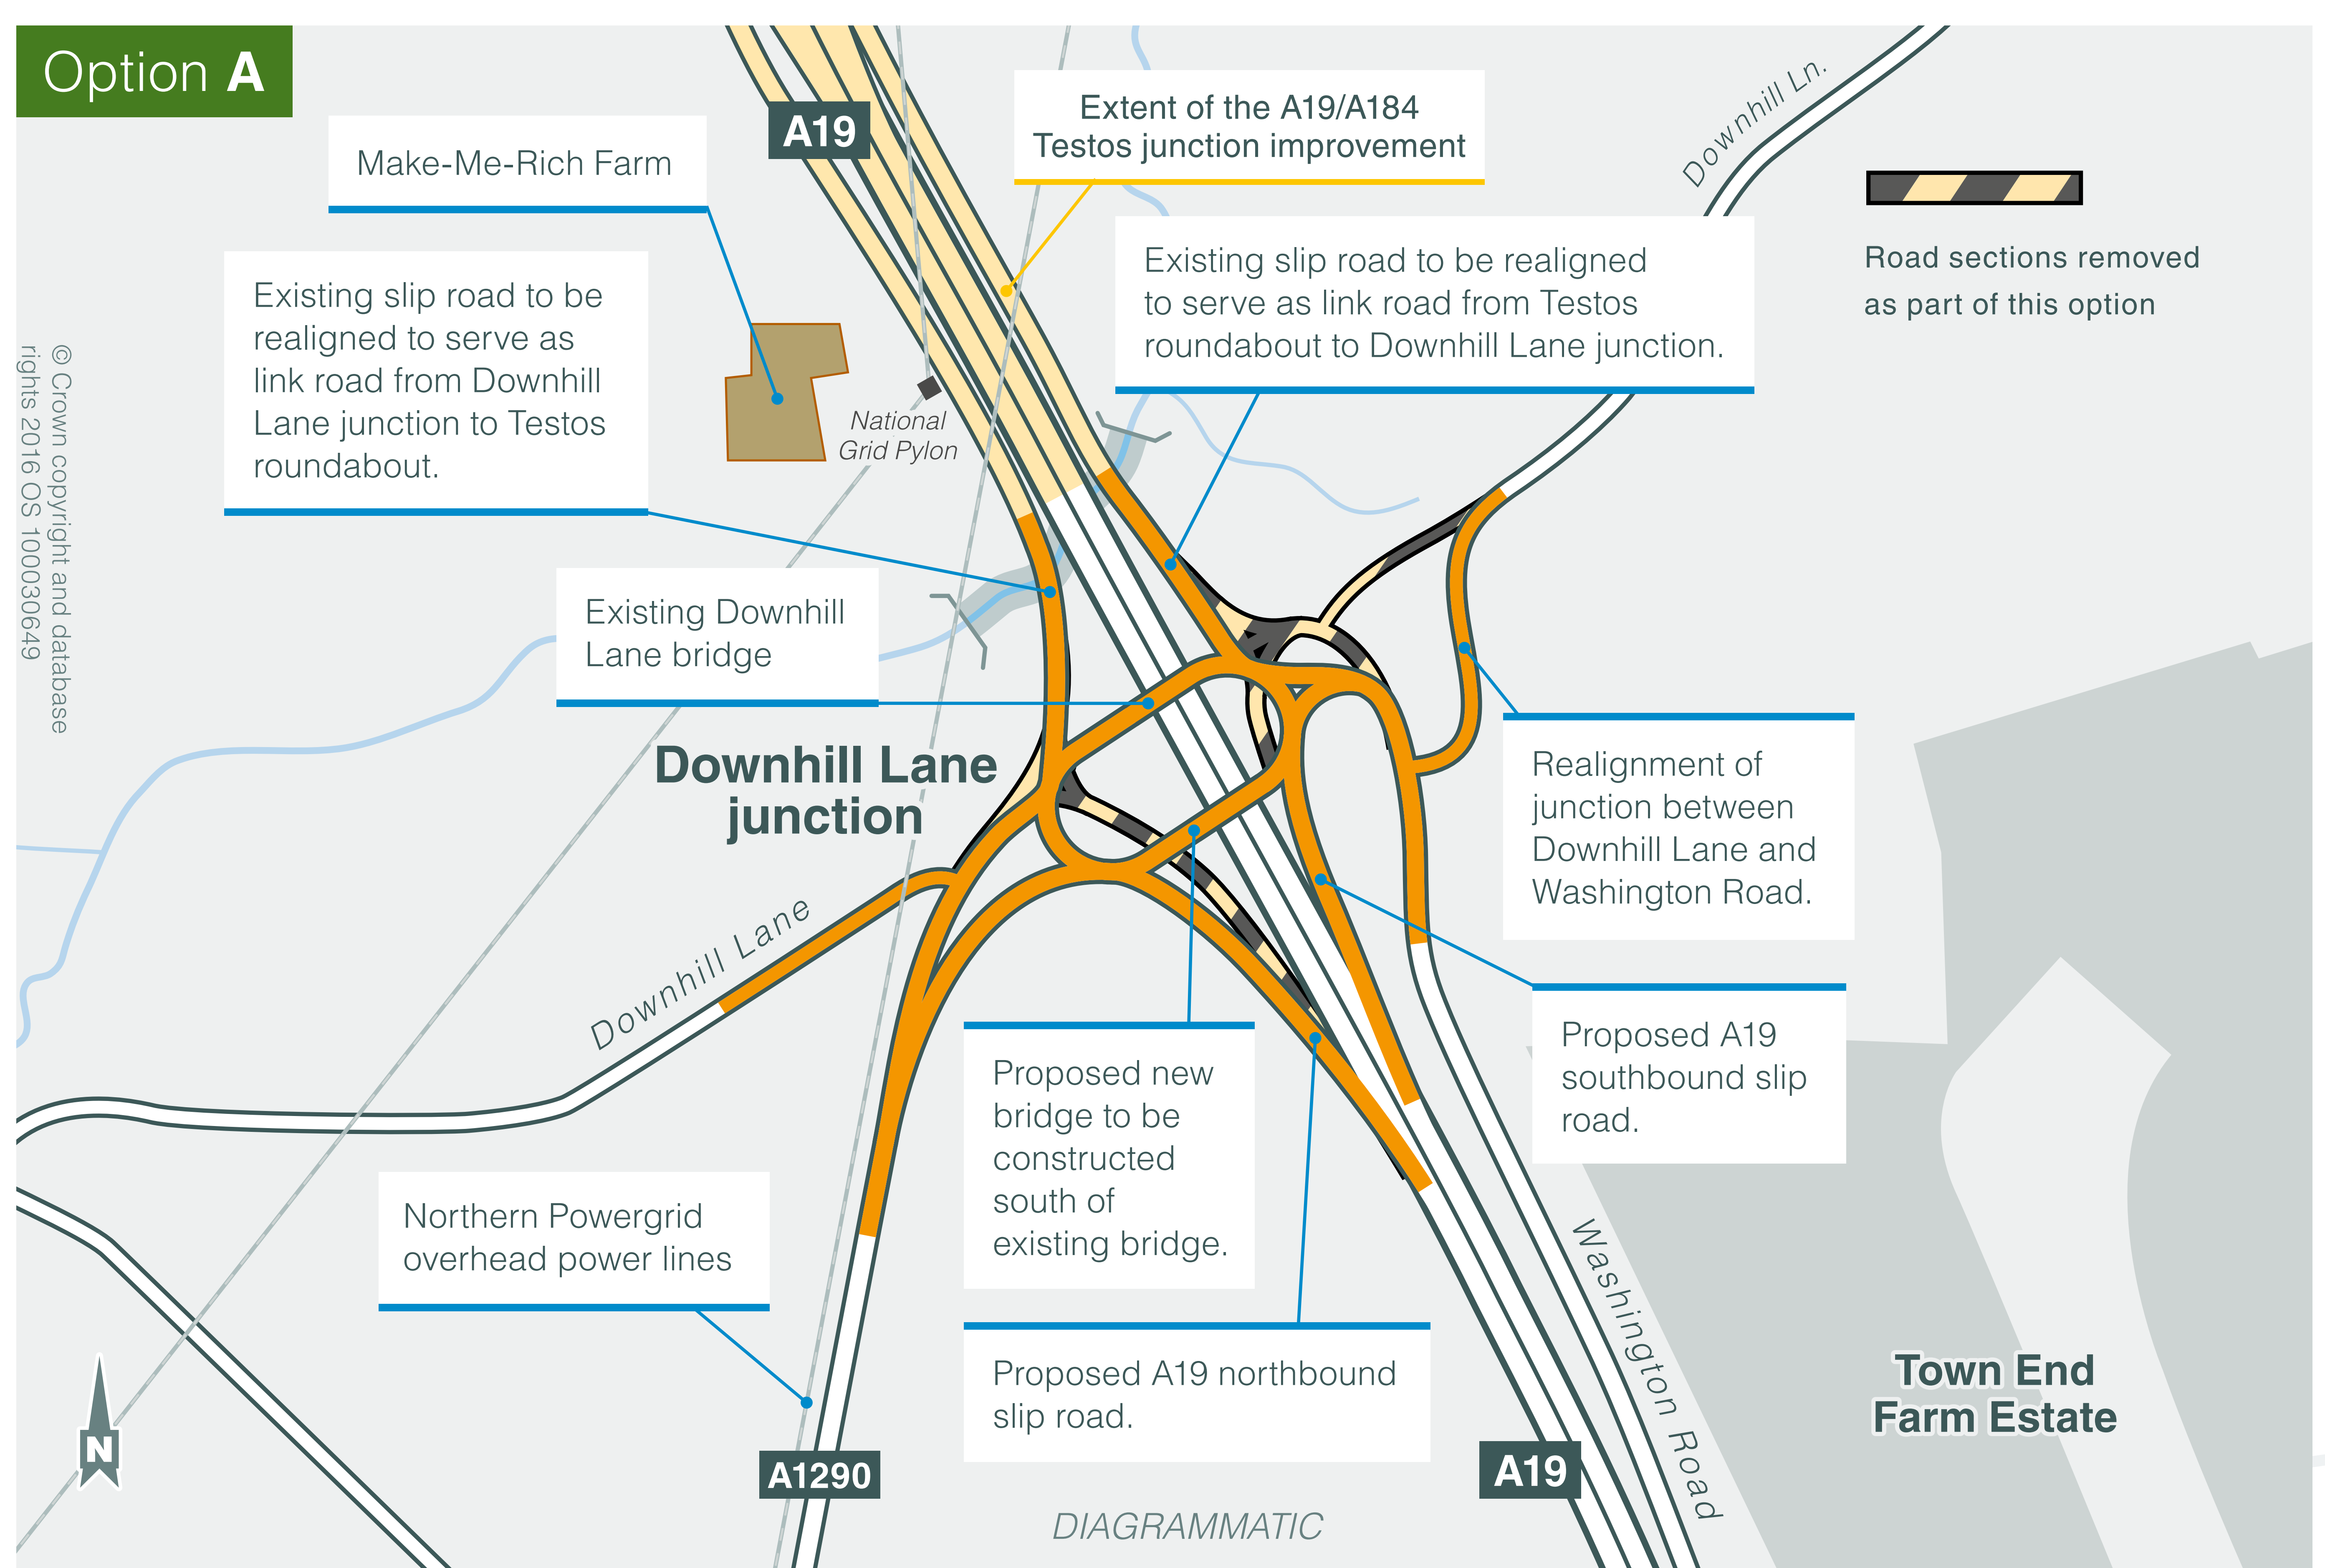 Option A
A19
Extent of the A19/A184
Testos junction improvement
Downhill Ln.
Make-Me-Rich Farm
Road sections removed
as part of this option
Existing slip road to be
realigned to serve as
link road from Downhill
Lane junction to Testos
roundabout.
Existing slip road to be realigned
to serve as link road from Testos
roundabout to Downhill Lane junction.
© Crown copyright and database
rights 2016 OS 100030649
National
Grid Pylon
Existing Downhill
Lane bridge
Downhill Lane
junction
Realignment of
junction between
Downhill Lane and
Washington Road.
Downhill Lane
Proposed new
bridge to be
constructed
south of
existing bridge.
Proposed A19
southbound slip
road.
Northern Powergrid
overhead power lines
Washington Road
Proposed A19 northbound
slip road.
Town End
Farm Estate
N
A1290
A19
DIAGRAMMATIC